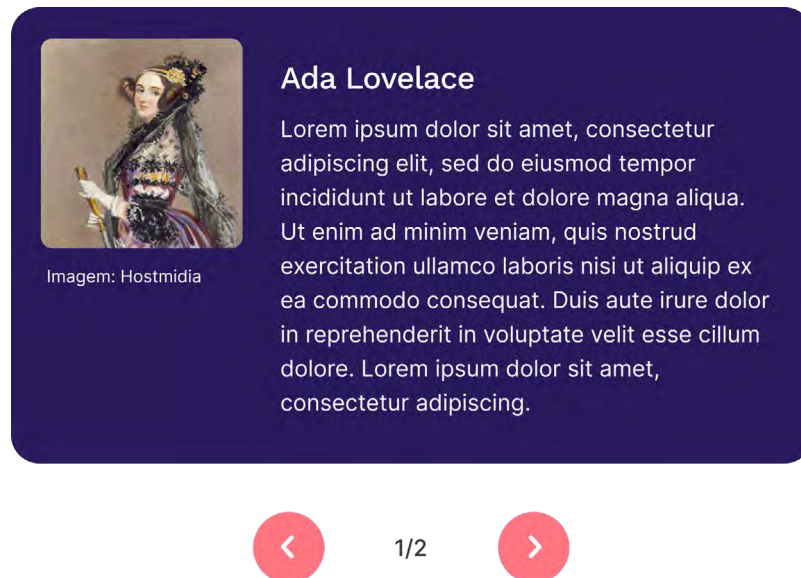 Ada Lovelace
Lorem ipsum dolor sit amet, consectetur
adipiscing elit, sed do eiusmod tempor
incididunt ut labore et dolore magna aliqua.
Ut enim ad minim veniam, quis nostrud
exercitation ullamco laboris nisi ut aliquip ex
ea commodo consequat. Duis aute irure dolor
in reprehenderit in voluptate velit esse cillum
dolore. Lorem ipsum dolor sit amet,
consectetur adipiscing.
Imagem: Hostmidia
1/2